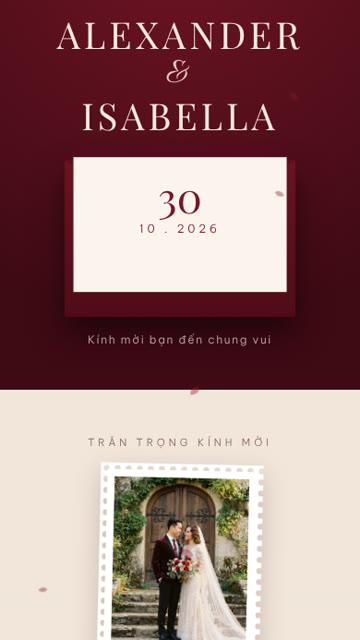 ALEXANDER
&
ISABELLA
30
10 . 2026
Kính mời bạn đến chung vui
TRÂN TRỌNG KÍNH MỜI